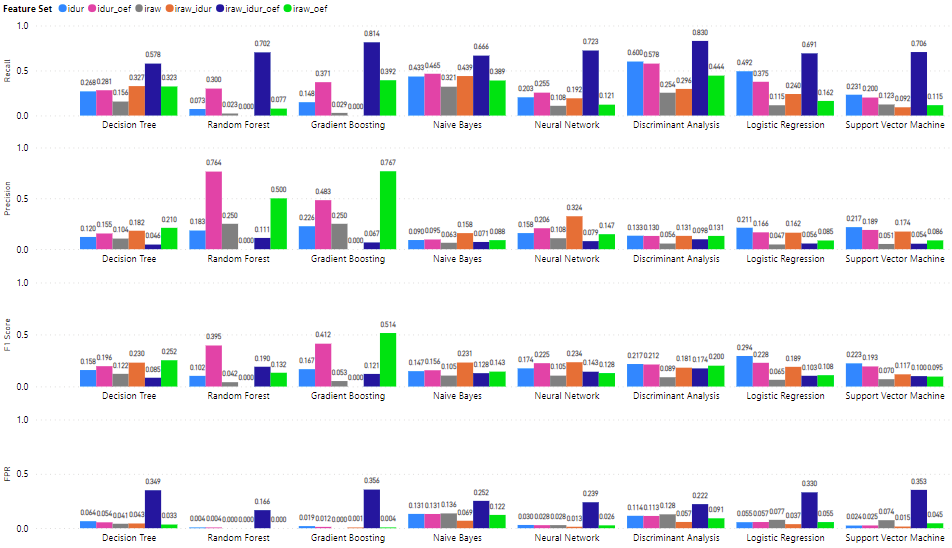 Feature Set idur idur_oef iraw iraw_idur iraw_idur_oef iraw_oef
Recall
1.0
0.5
0.0
0.268 0.281 0.156 0.327 0.578 0.323
0.073 0.300 0.023 0.000 0.702 0.077
0.148 0.371 0.029 0.000 0.814 0.392
0.433 0.465 0.321 0.439 0.666 0.389
0.203 0.255 0.108 0.192 0.723 0.121
0.600 0.578 0.254 0.296 0.830 0.444
0.492 0.375 0.115 0.240 0.691 0.162
0.231 0.200 0.123 0.092 0.706 0.115
Decision Tree Random Forest Gradient Boosting Naive Bayes Neural Network Discriminant Analysis Logistic Regression Support Vector Machine
Precision
1.0
0.5
0.0
0.120 0.155 0.104 0.182 0.046 0.210
0.183 0.764 0.250 0.000 0.111 0.500
0.226 0.483 0.250 0.000 0.067 0.767
0.090 0.095 0.063 0.158 0.071 0.088
0.158 0.206 0.108 0.324 0.079 0.147
0.133 0.130 0.056 0.131 0.098 0.131
0.211 0.166 0.047 0.162 0.056 0.085
0.217 0.189 0.051 0.174 0.054 0.086
Decision Tree Random Forest Gradient Boosting Naive Bayes Neural Network Discriminant Analysis Logistic Regression Support Vector Machine
F1 Score
1.0
0.5
0.0
0.158 0.196 0.122 0.230 0.085 0.252
0.102 0.395 0.042 0.000 0.190 0.132
0.167 0.412 0.053 0.000 0.121 0.514
0.147 0.156 0.105 0.231 0.128 0.143
0.174 0.225 0.105 0.234 0.143 0.128
0.217 0.212 0.089 0.181 0.174 0.200
0.294 0.228 0.065 0.189 0.103 0.108
0.223 0.193 0.070 0.117 0.100 0.095
Decision Tree Random Forest Gradient Boosting Naive Bayes Neural Network Discriminant Analysis Logistic Regression Support Vector Machine
FPR
1.0
0.5
0.0
0.064 0.054 0.041 0.043 0.349 0.033
0.004 0.004 0.000 0.000 0.166 0.000
0.019 0.012 0.000 0.001 0.356 0.004
0.131 0.131 0.136 0.069 0.252 0.122
0.030 0.028 0.028 0.013 0.239 0.026
0.114 0.113 0.128 0.057 0.222 0.091
0.055 0.057 0.077 0.037 0.330 0.055
0.024 0.025 0.074 0.015 0.353 0.045
Decision Tree Random Forest Gradient Boosting Naive Bayes Neural Network Discriminant Analysis Logistic Regression Support Vector Machine